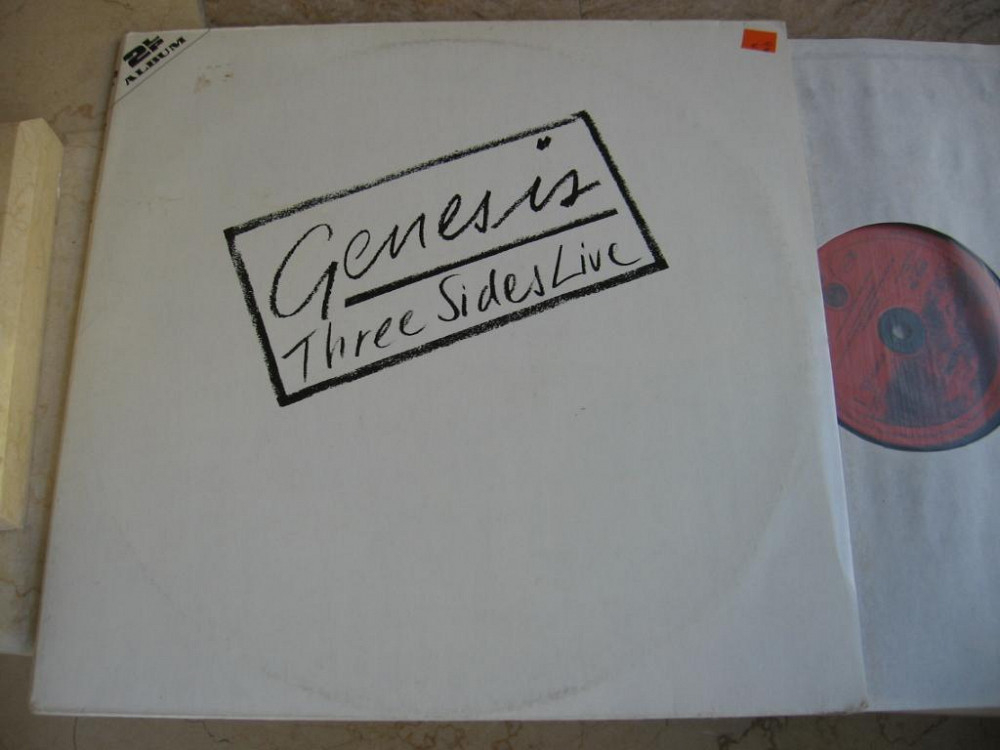 2LP
ALBUM
Genesis
Three Sides Live